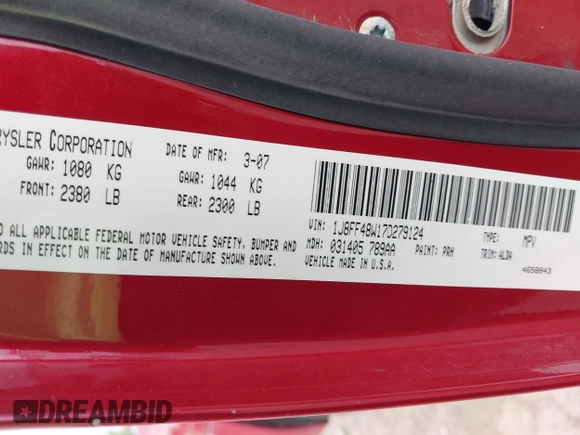 RYSLER CORPORATION
DATE OF MFR: 3-07
GAWR: 1080 KG
GAWR: 1044 KG
FRONT: 2380 LB
REAR: 2300 LB
ALL APPLICABLE FEDERAL MOTOR VEHICLE SAFETY, BUMPER AND
RDS IN EFFECT ON THE DATE OF MANUFACTURE SHOWN ABOVE.
VIN: 1J8FF48W17D279124
TYPE: MPV
MDH: 031405 789AA
PAINT: PRH
TRIM: ALDA
VEHICLE MADE IN U.S.A.
4658843
DREAMBID